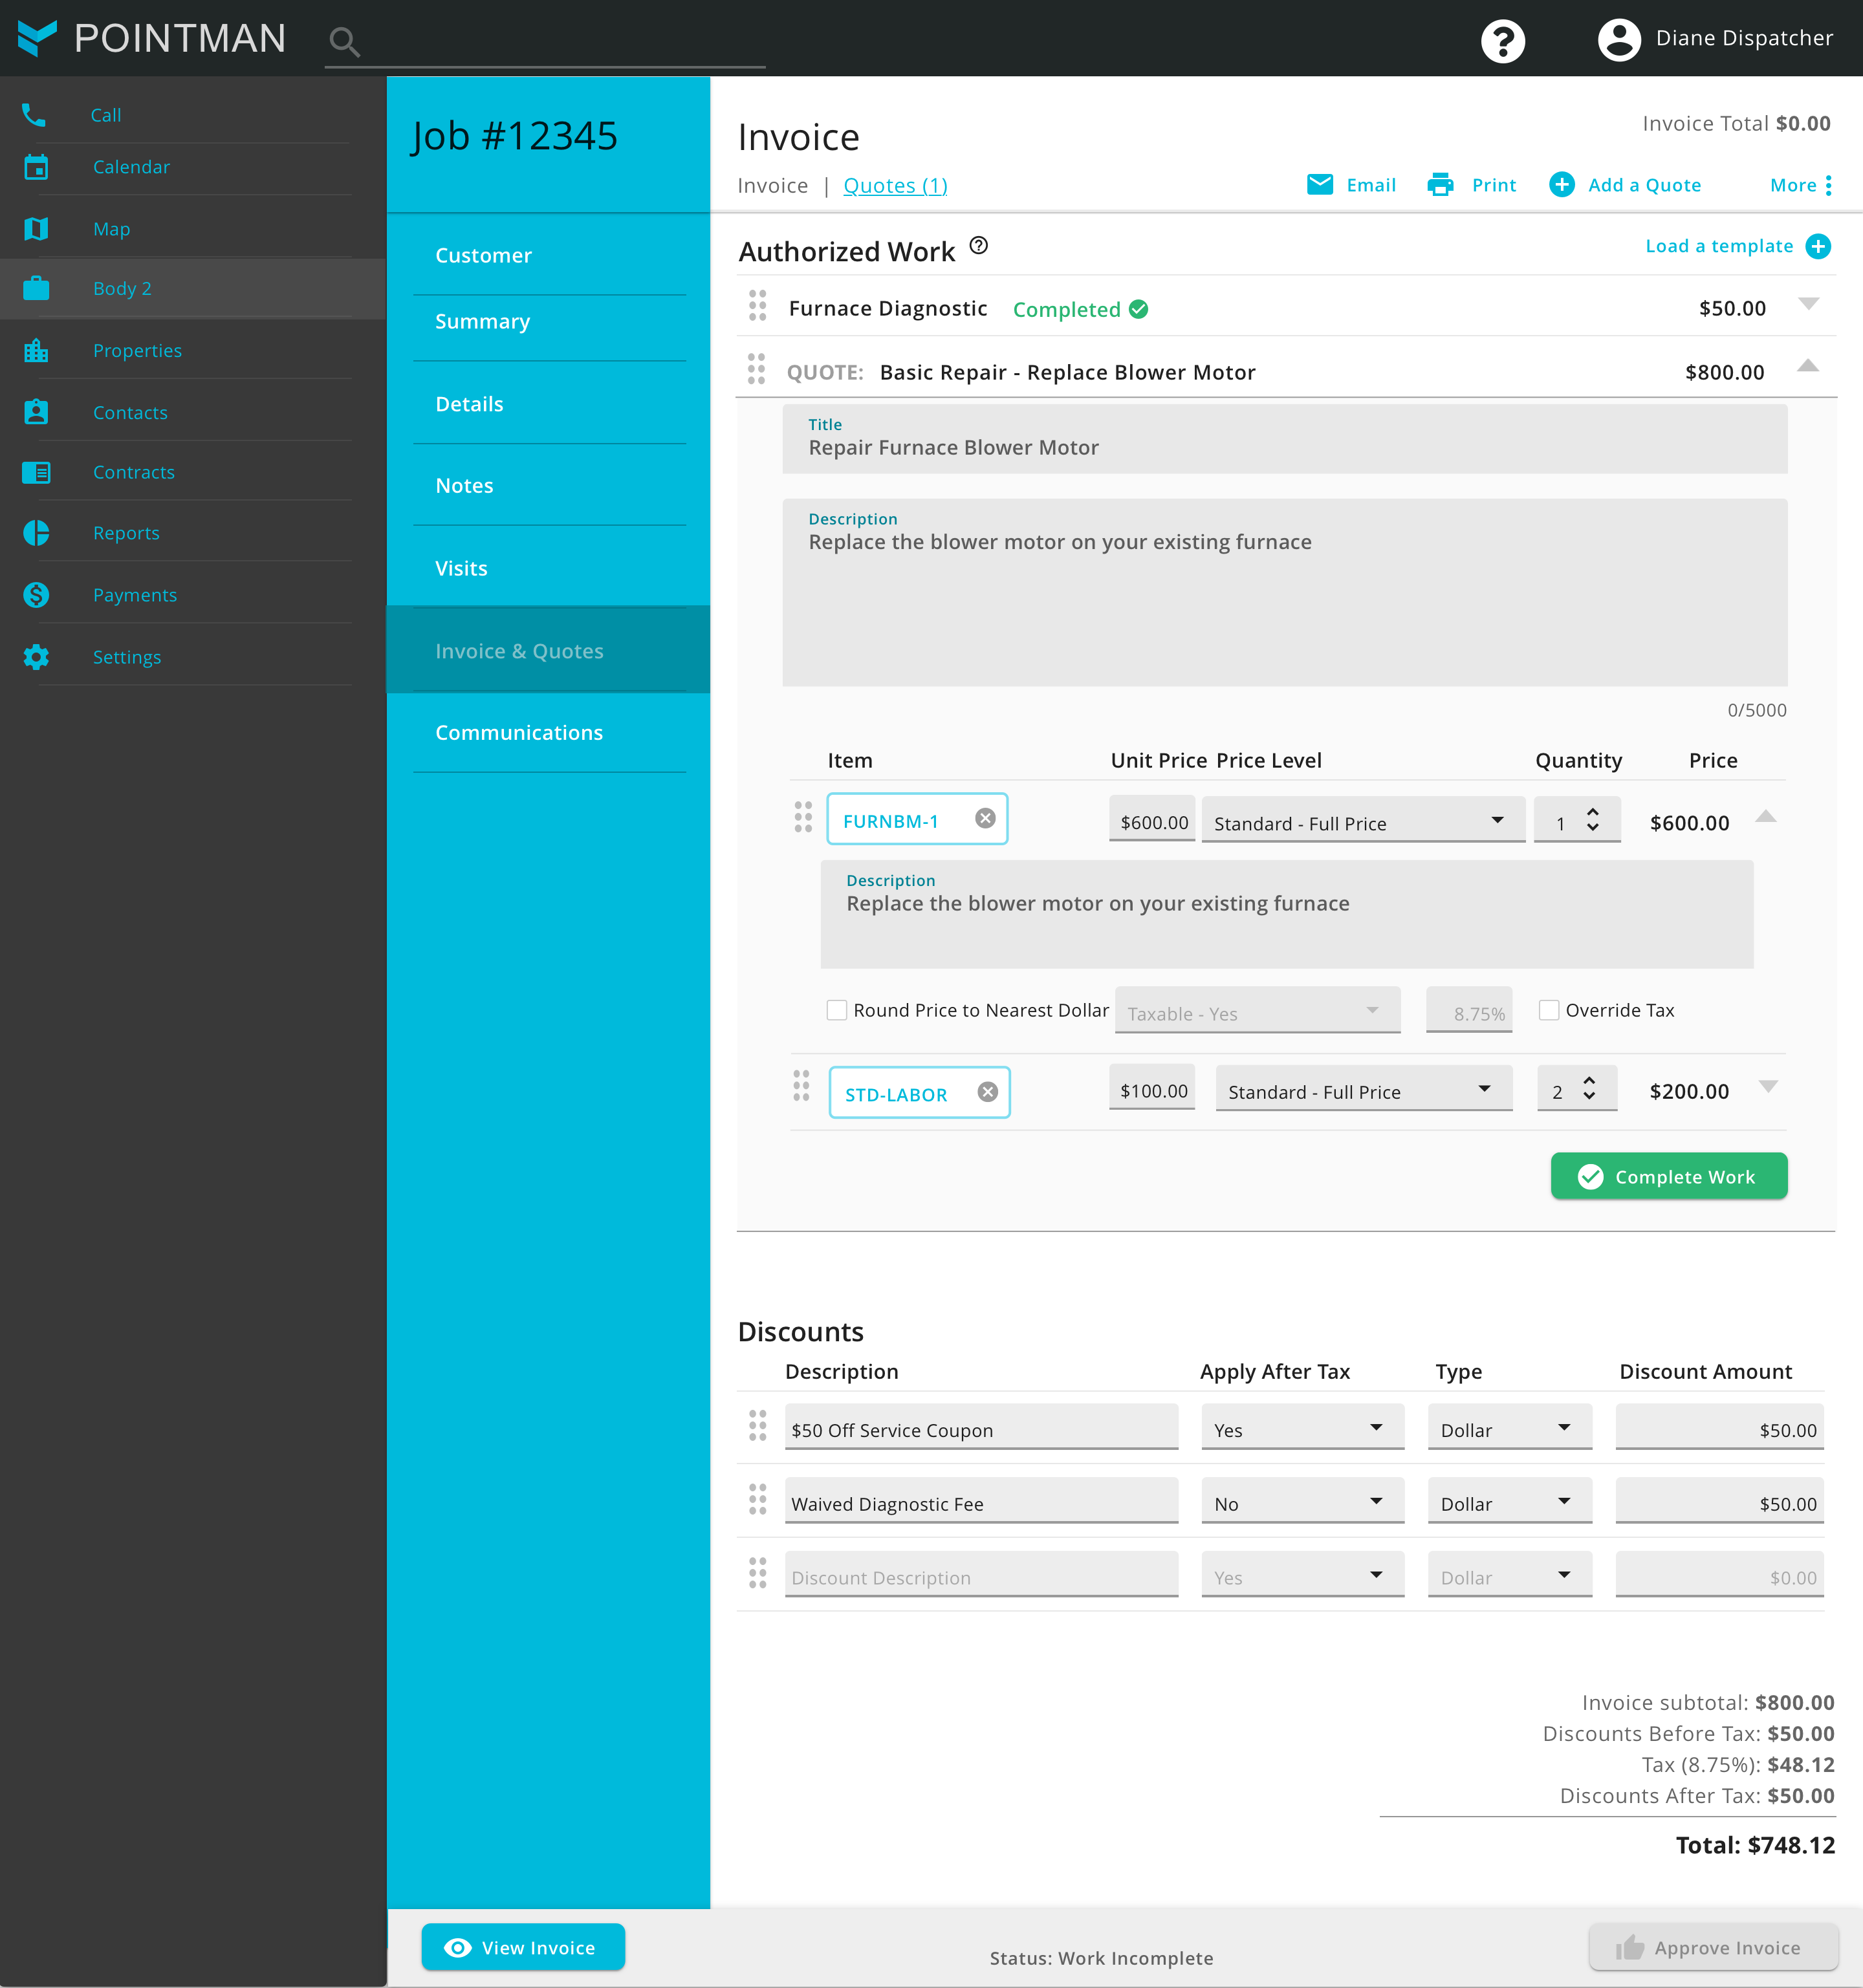 POINTMAN
Diane Dispatcher
Call
Calendar
Map
Body 2
Properties
Contacts
Contracts
Reports
Payments
Settings
Job #12345
Customer
Summary
Details
Notes
Visits
Invoice & Quotes
Communications
Invoice
Invoice Total $0.00
Invoice | Quotes (1)
Email Print Add a Quote More
Authorized Work
Load a template
Furnace Diagnostic Completed $50.00
QUOTE: Basic Repair - Replace Blower Motor $800.00
Title
Repair Furnace Blower Motor
Description
Replace the blower motor on your existing furnace
0/5000
Item Unit Price Price Level Quantity Price
FURNBM-1 $600.00 Standard - Full Price 1 $600.00
Description
Replace the blower motor on your existing furnace
Round Price to Nearest Dollar Taxable - Yes 8.75% Override Tax
STD-LABOR $100.00 Standard - Full Price 2 $200.00
Complete Work
Discounts
Description Apply After Tax Type Discount Amount
$50 Off Service Coupon Yes Dollar $50.00
Waived Diagnostic Fee No Dollar $50.00
Discount Description Yes Dollar $0.00
Invoice subtotal: $800.00
Discounts Before Tax: $50.00
Tax (8.75%): $48.12
Discounts After Tax: $50.00
Total: $748.12
View Invoice
Status: Work Incomplete
Approve Invoice